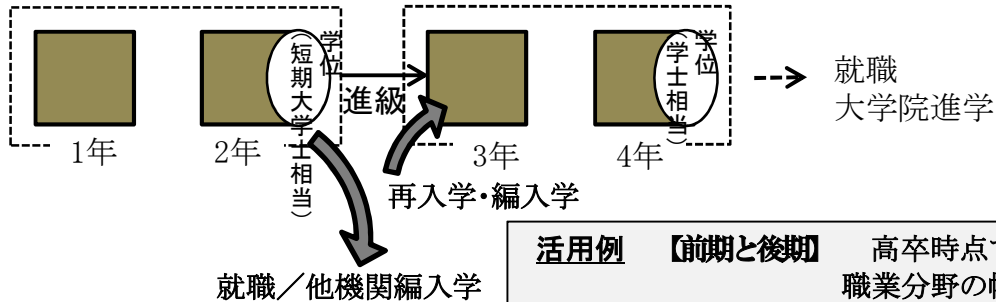 学位
(短期大学士相当)
学位
(学士相当)
進級
就職
大学院進学
1年
2年
3年
4年
再入学・編入学
就職／他機関編入学
活用例 【前期と後期】 高卒時点で
職業分野の